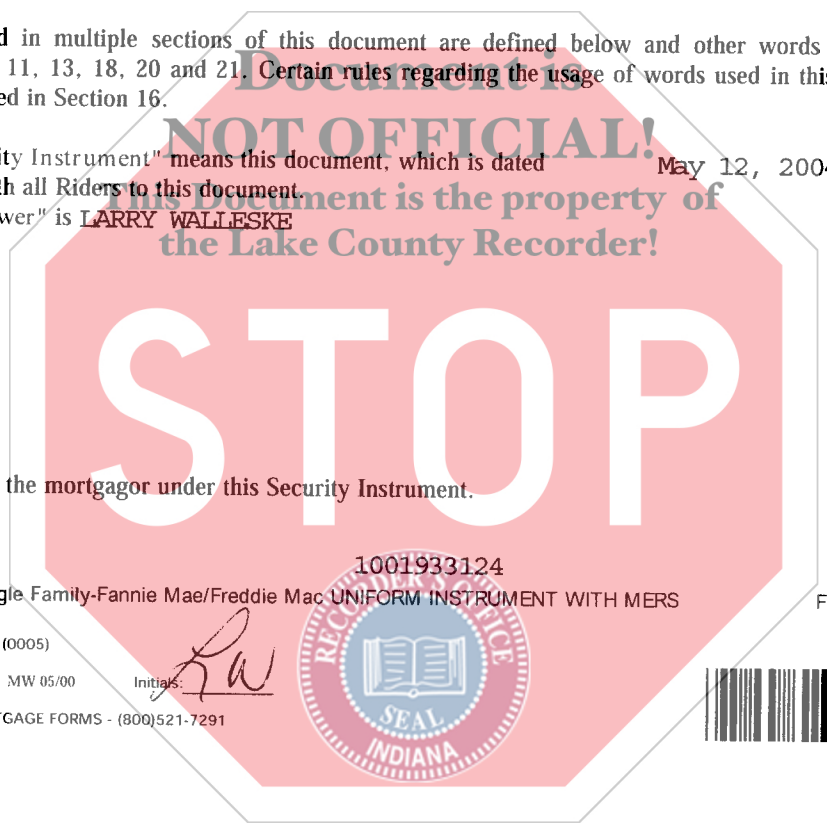 d in multiple sections of this document are defined below and other words
11, 13, 18, 20 and 21. Certain rules regarding the usage of words used in this
ed in Section 16.
Document is
NOT OFFICIAL!
This Document is the property of
the Lake County Recorder!
ity Instrument" means this document, which is dated May 12, 2004
h all Riders to this document.
wer" is LARRY WALLESKE
STOP
the mortgagor under this Security Instrument.
1001933124
gle Family-Fannie Mae/Freddie Mac UNIFORM INSTRUMENT WITH MERS F
(0005)
MW 05/00 Initials: RW
GAGE FORMS - (800)521-7291
RECORDER'S OFFICE
SEAL
INDIANA